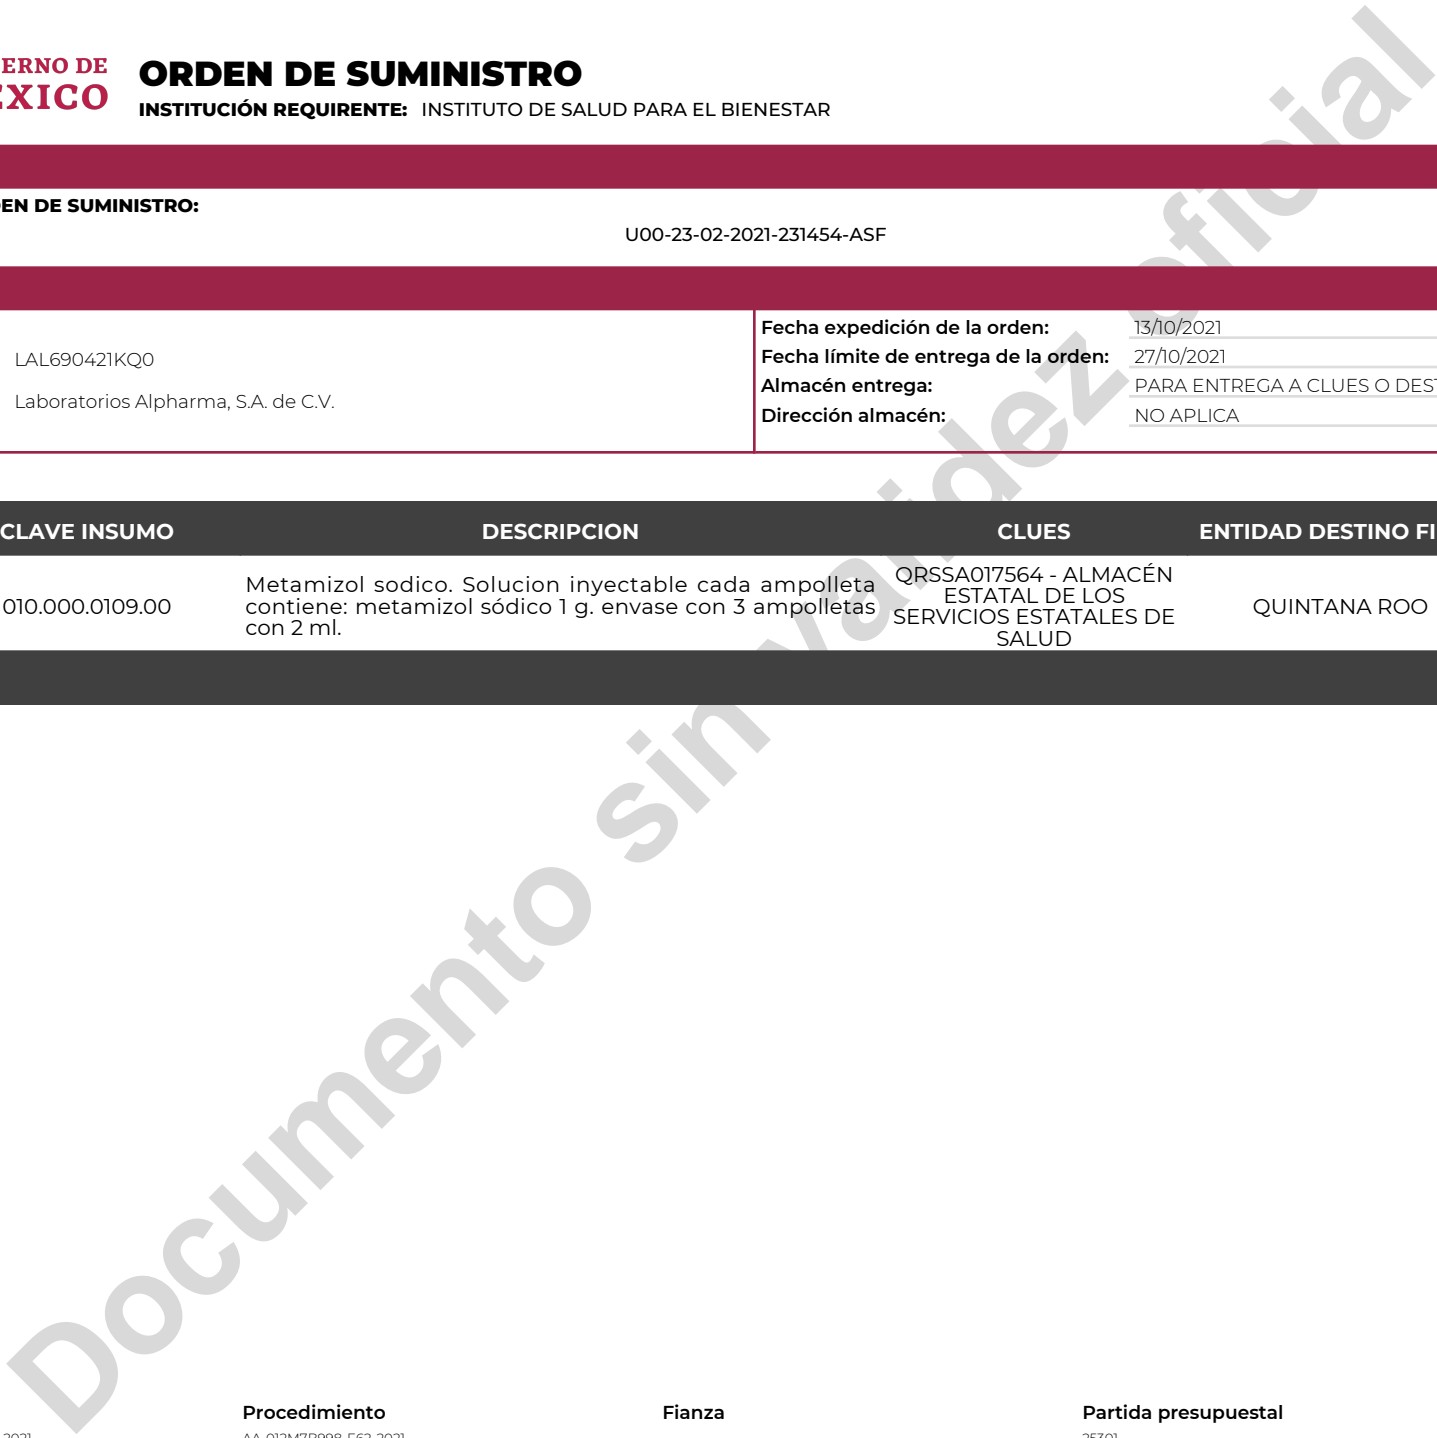 ERNO DE
EXICO
ORDEN DE SUMINISTRO
INSTITUCIÓN REQUIRENTE: INSTITUTO DE SALUD PARA EL BIENESTAR
EN DE SUMINISTRO:
U00-23-02-2021-231454-ASF
LAL690421KQ0
Laboratorios Alpharma, S.A. de C.V.
Fecha expedición de la orden: 13/10/2021
Fecha límite de entrega de la orden: 27/10/2021
Almacén entrega: PARA ENTREGA A CLUES O DEST
Dirección almacén: NO APLICA
CLAVE INSUMO DESCRIPCION CLUES ENTIDAD DESTINO FI
010.000.0109.00
Metamizol sodico. Solucion inyectable cada ampolleta
contiene: metamizol sódico 1 g. envase con 3 ampolletas
con 2 ml.
QRSSA017564 - ALMACÉN
ESTATAL DE LOS
SERVICIOS ESTATALES DE
SALUD
QUINTANA ROO
Documento sin validez oficial
Procedimiento Fianza Partida presupuestal